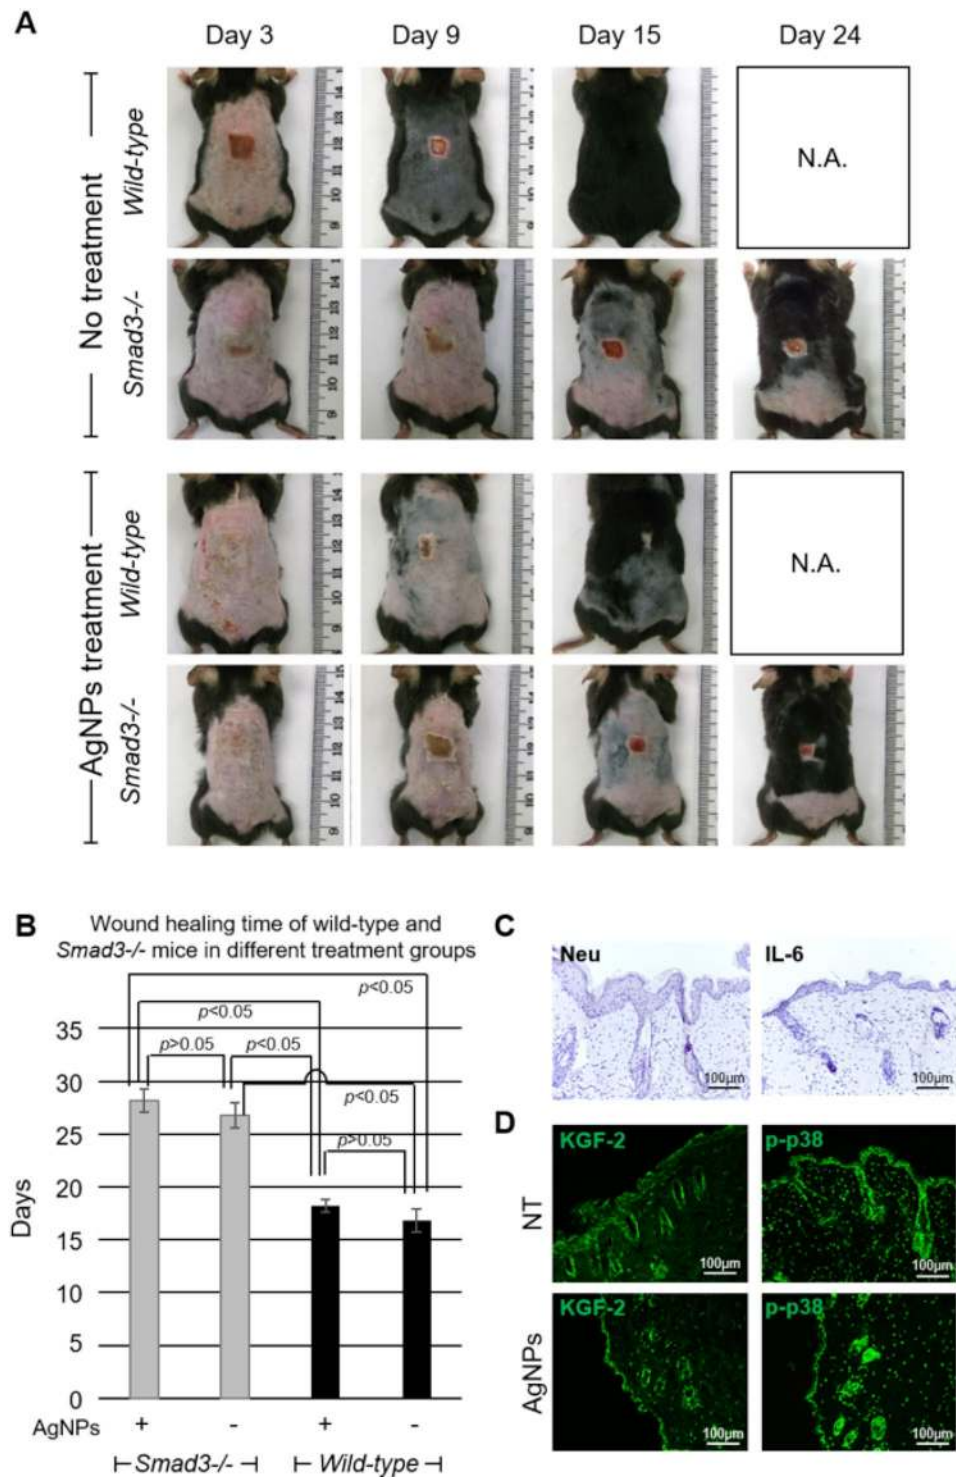 A
Day 3 Day 9 Day 15 Day 24
No treatment
Wild-type
N.A.
Smad3-/-
AgNPs treatment
Wild-type
N.A.
Smad3-/-
B
Wound healing time of wild-type and
Smad3-/- mice in different treatment groups
p<0.05
p<0.05
p>0.05 p<0.05
p<0.05
p>0.05
Days
35
30
25
20
15
10
5
0
AgNPs + - + -
Smad3-/- Wild-type
C
Neu IL-6
100µm 100µm
D
NT
KGF-2 p-p38
100µm 100µm
AgNPs
KGF-2 p-p38
100µm 100µm